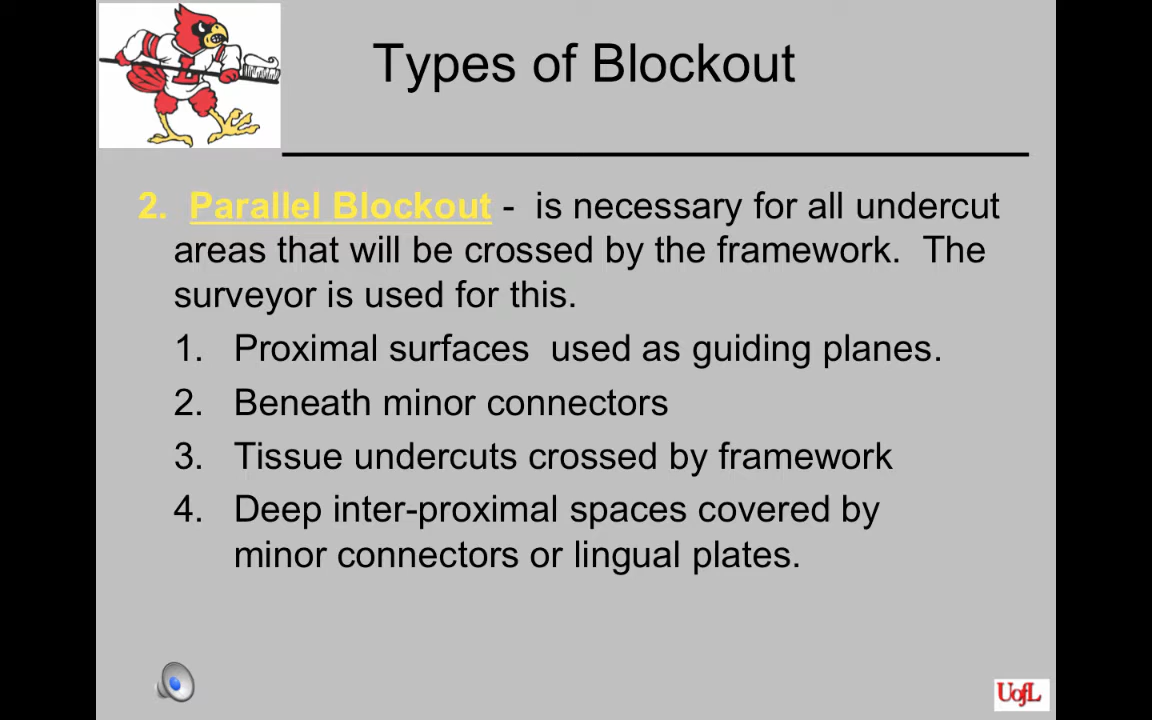 Types of Blockout
2. Parallel Blockout - is necessary for all undercut
areas that will be crossed by the framework. The
surveyor is used for this.
1. Proximal surfaces used as guiding planes.
2. Beneath minor connectors
3. Tissue undercuts crossed by framework
4. Deep inter-proximal spaces covered by
minor connectors or lingual plates.
UofL